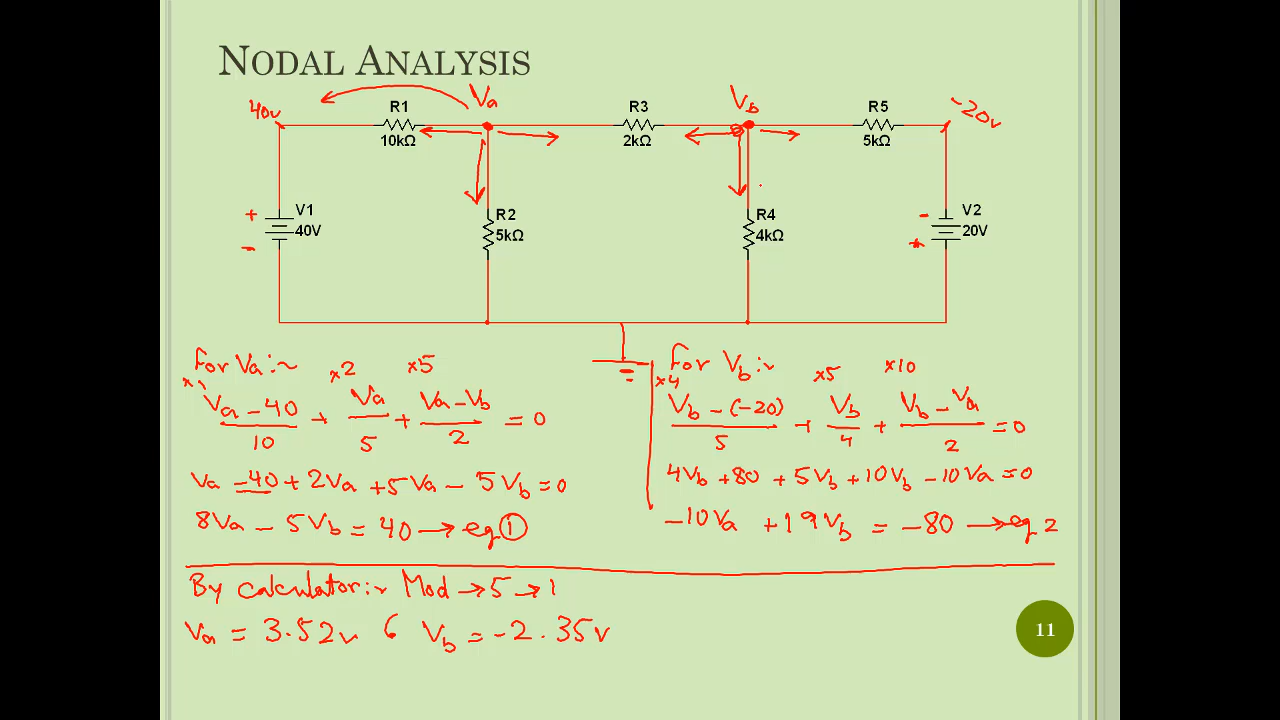 NODAL ANALYSIS
40v R1 Va R3 Vb R5 -20v
10kΩ 2kΩ 5kΩ
+ V1 R2 R4 - V2
- 40V 5kΩ 4kΩ + 20V
For Va :~ x2 x5
x1
Va - 40 / 10 + Va / 5 + Va - Vb / 2 = 0
Va - 40 + 2Va + 5Va - 5Vb = 0
8Va - 5Vb = 40 → eq ①
For Vb :~ x5 x10
x4
Vb - (-20) / 5 + Vb / 4 + Vb - Va / 2 = 0
4Vb + 80 + 5Vb + 10Vb - 10Va = 0
-10Va + 19Vb = -80 → eq 2
By calculator :~ Mod → 5 → 1
Va = 3.52v 6 Vb = -2.35v
11